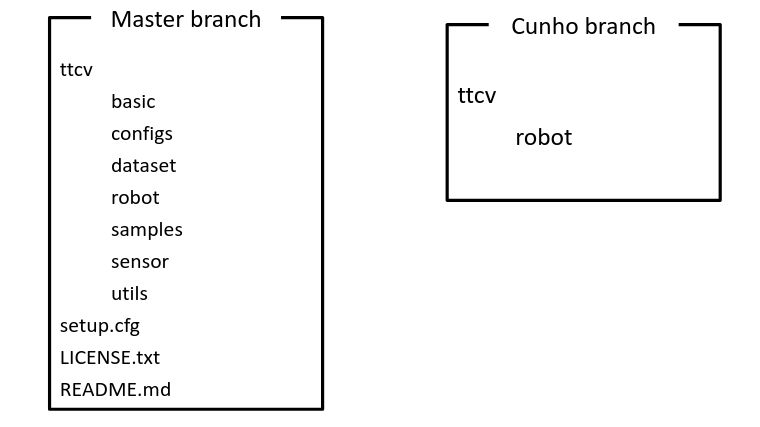 Master branch
ttcv
basic
configs
dataset
robot
samples
sensor
utils
setup.cfg
LICENSE.txt
README.md
Cunho branch
ttcv
robot